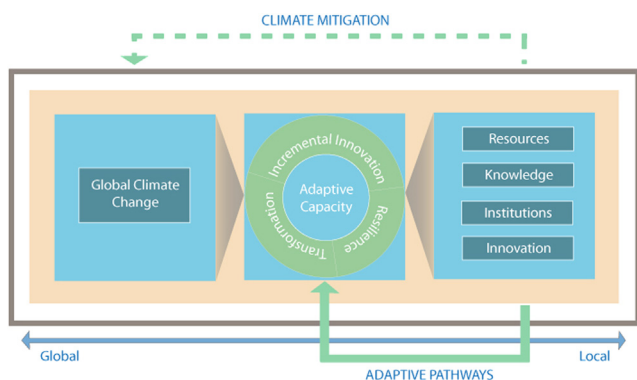 CLIMATE MITIGATION
Global Climate
Change
Incremental Innovation
Resilience
Transformation
Adaptive
Capacity
Resources
Knowledge
Institutions
Innovation
Global
Local
ADAPTIVE PATHWAYS